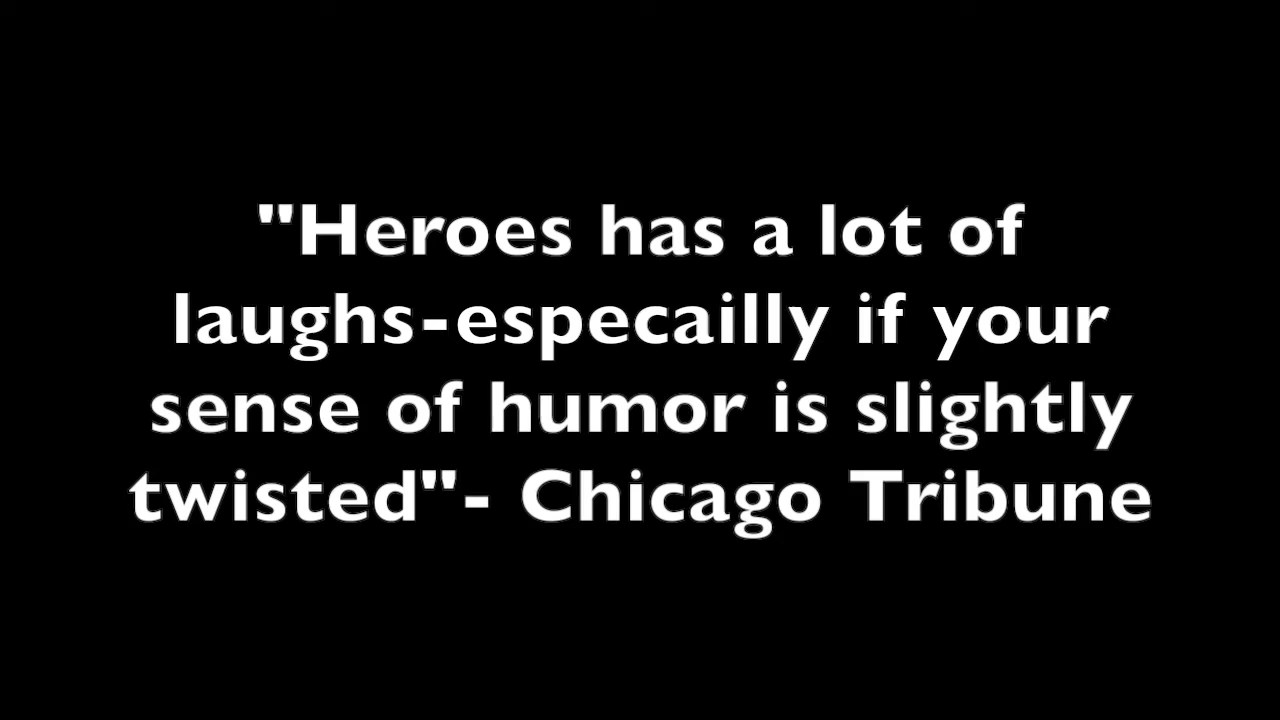 "Heroes has a lot of
laughs-especailly if your
sense of humor is slightly
twisted"- Chicago Tribune